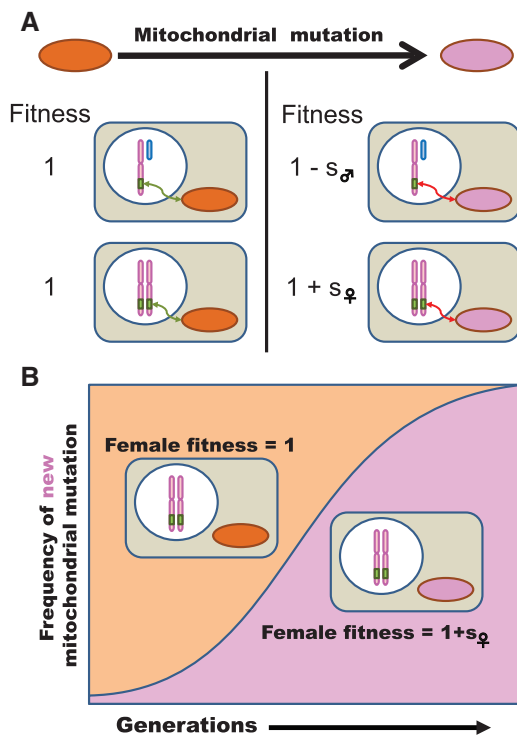 A
Mitochondrial mutation
Fitness
Fitness
1
1 - s♂
1
1 + s♀
B
Frequency of new
mitochondrial mutation
Female fitness = 1
Female fitness = 1+s♀
Generations